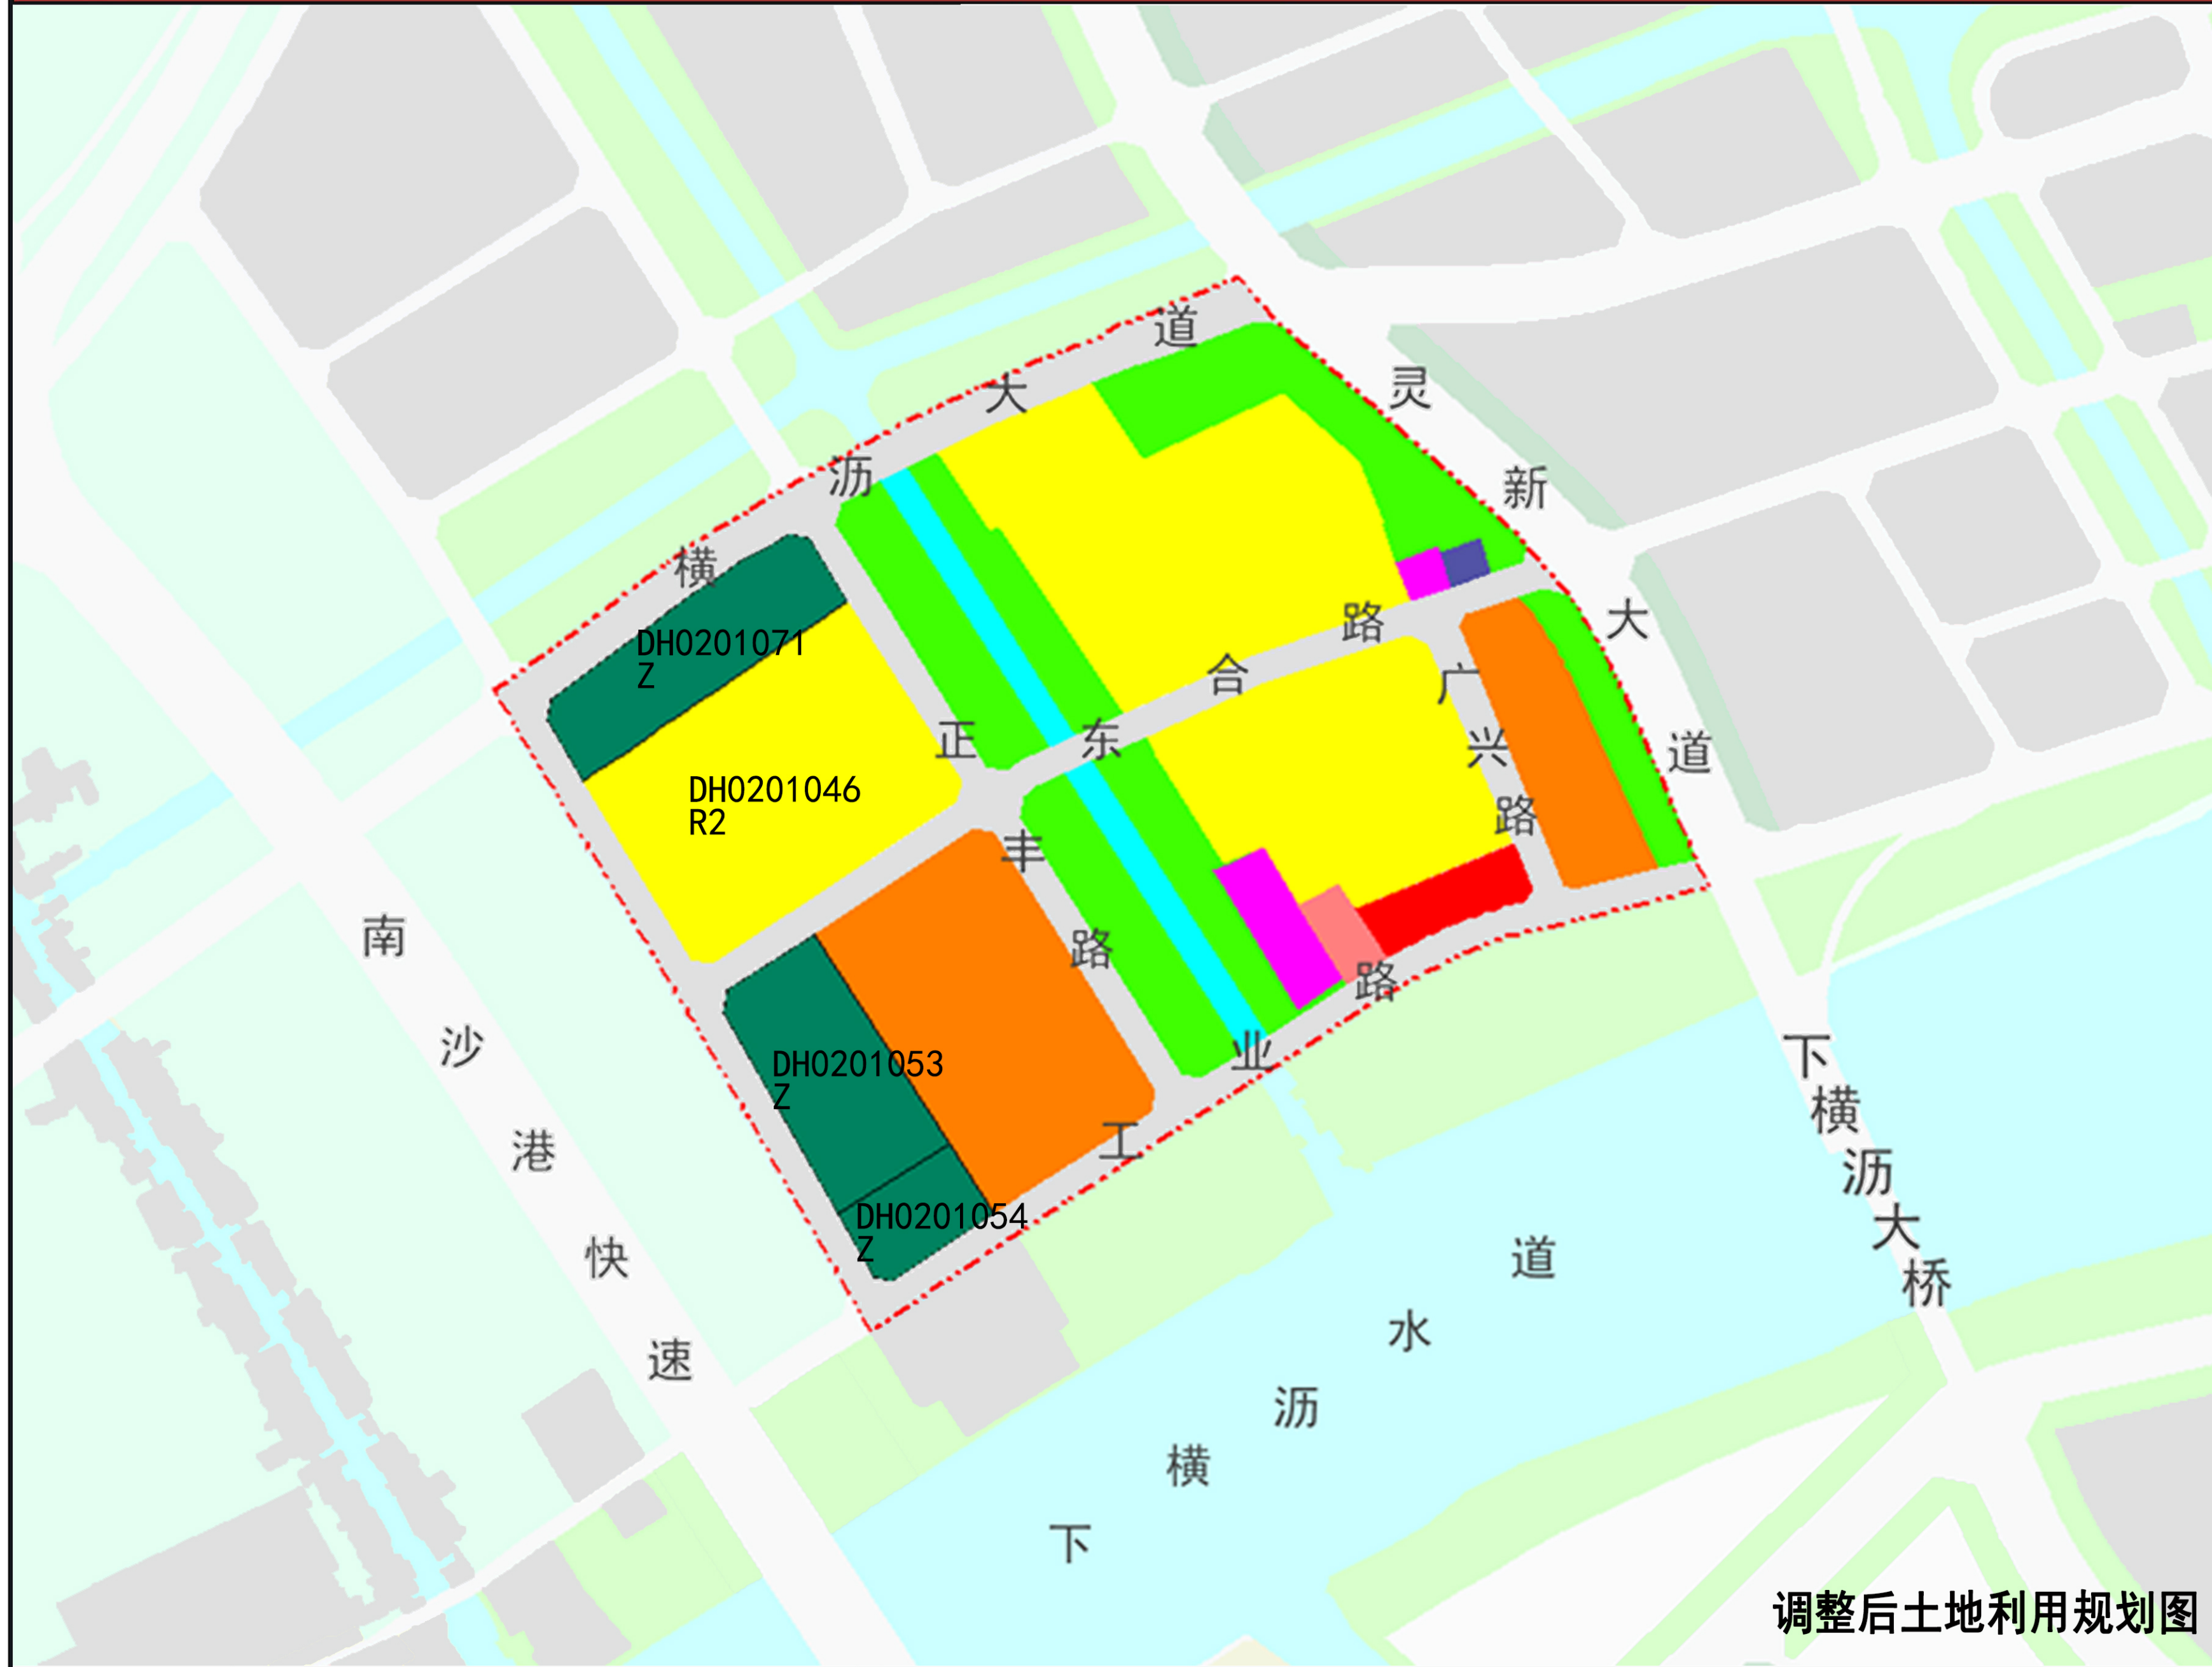 横沥大道
灵新大道
DH0201071
Z
DH0201046
R2
正丰路
东合路
广兴路
DH0201053
Z
DH0201054
Z
工业路
南沙港快速
下横沥大桥
下横沥水道
调整后土地利用规划图